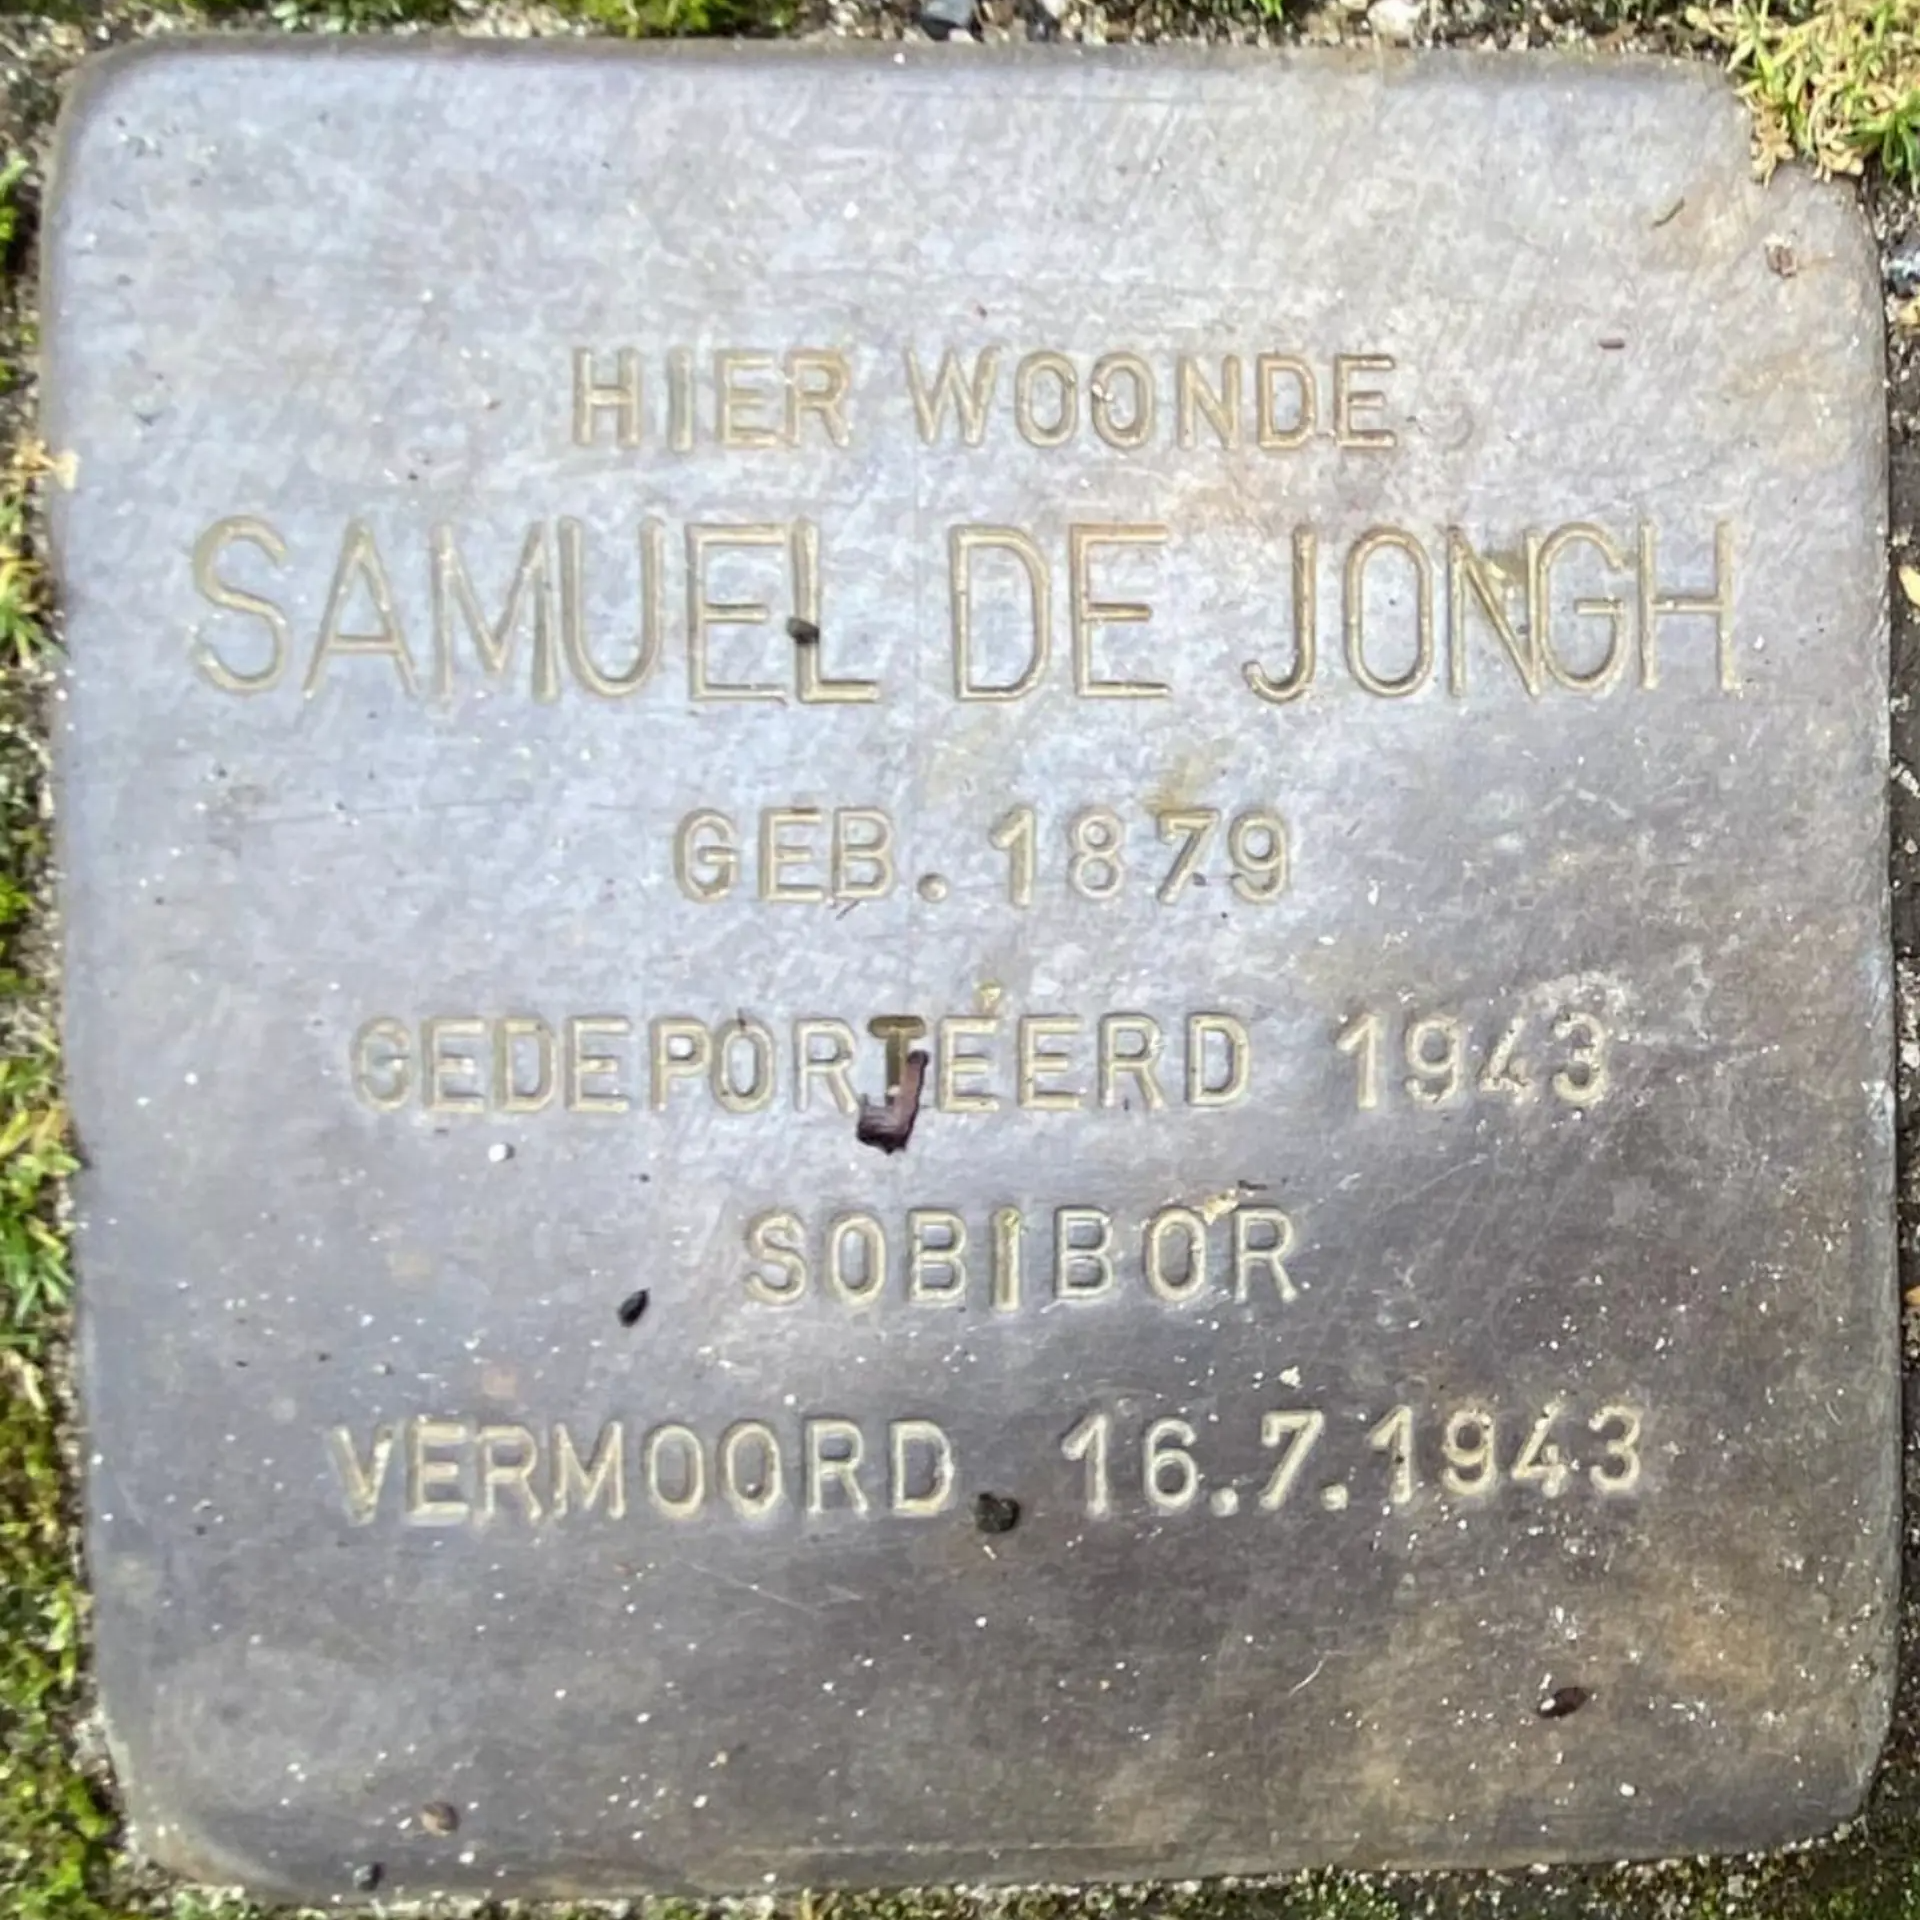 HIER WOONDE
SAMUEL DE JONGH
GEB. 1879
GEDEPORTEERD 1943
SOBIBOR
VERMOORD 16.7.1943